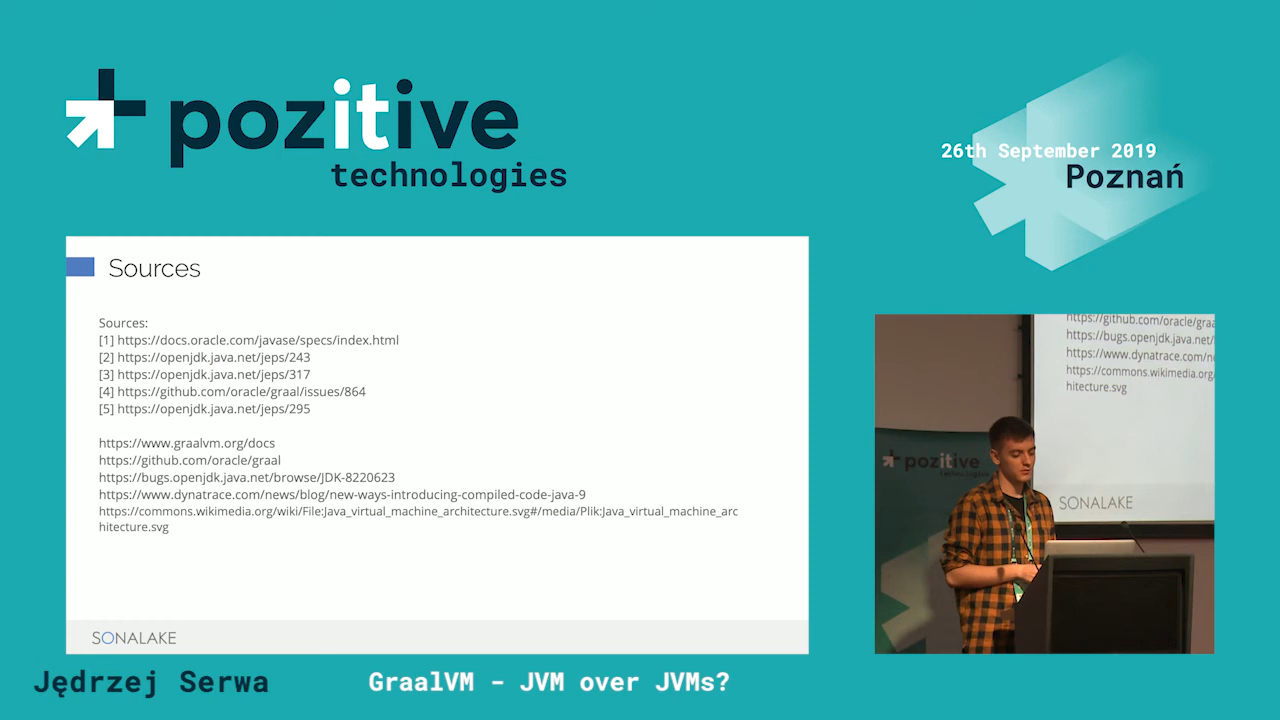 pozitive
technologies
26th September 2019
Poznań
Sources
Sources:
[1] https://docs.oracle.com/javase/specs/index.html
[2] https://openjdk.java.net/jeps/243
[3] https://openjdk.java.net/jeps/317
[4] https://github.com/oracle/graal/issues/864
[5] https://openjdk.java.net/jeps/295
https://www.graalvm.org/docs
https://github.com/oracle/graal
https://bugs.openjdk.java.net/browse/JDK-8220623
https://www.dynatrace.com/news/blog/new-ways-introducing-compiled-code-java-9
https://commons.wikimedia.org/wiki/File:Java_virtual_machine_architecture.svg#/media/Plik:Java_virtual_machine_arc
hitecture.svg
SONALAKE
https://github.com/oracle/graa
https://bugs.openjdk.java.net/
https://www.dynatrace.com/n
https://commons.wikimedia.org
hitecture.svg
pozitive
technologies
SONALAKE
Jędrzej Serwa
GraalVM - JVM over JVMs?